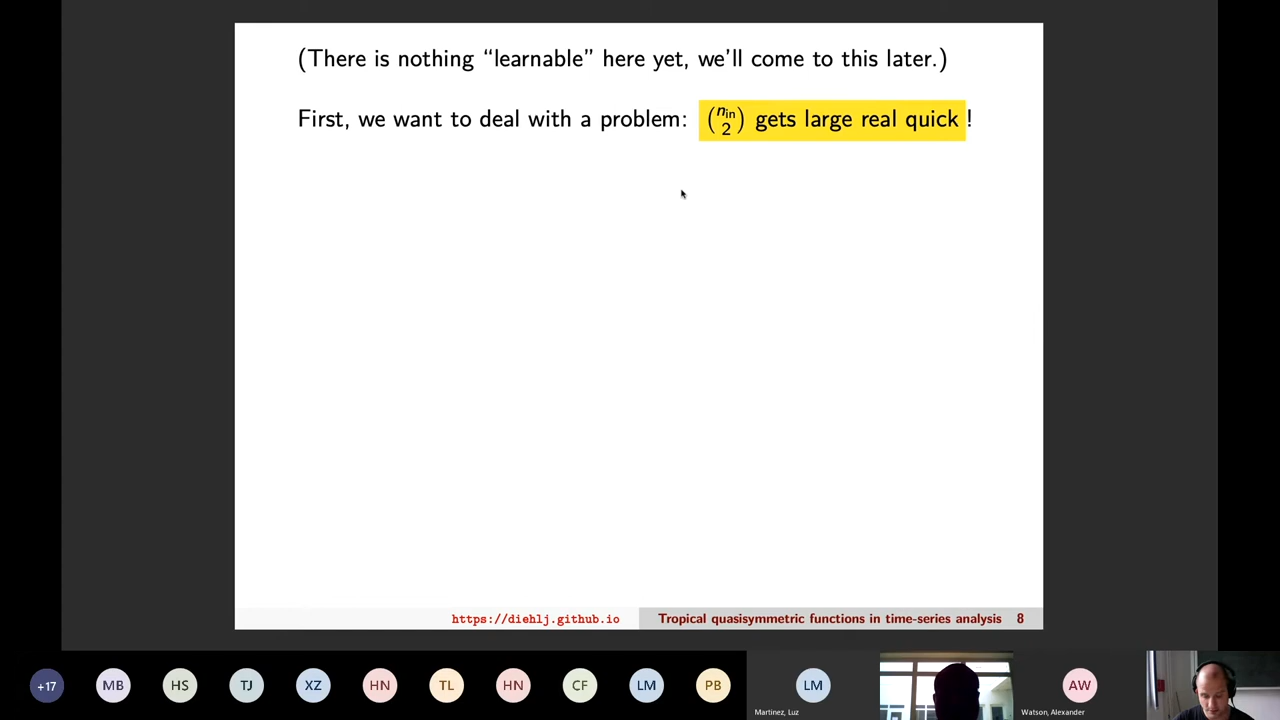 (There is nothing “learnable” here yet, we’ll come to this later.)
First, we want to deal with a problem: (n_in 2) gets large real quick !
https://diehlj.github.io Tropical quasisymmetric functions in time-series analysis 8
+17 MB HS TJ XZ HN TL HN CF LM PB LM AW
Martinez, Luz Watson, Alexander